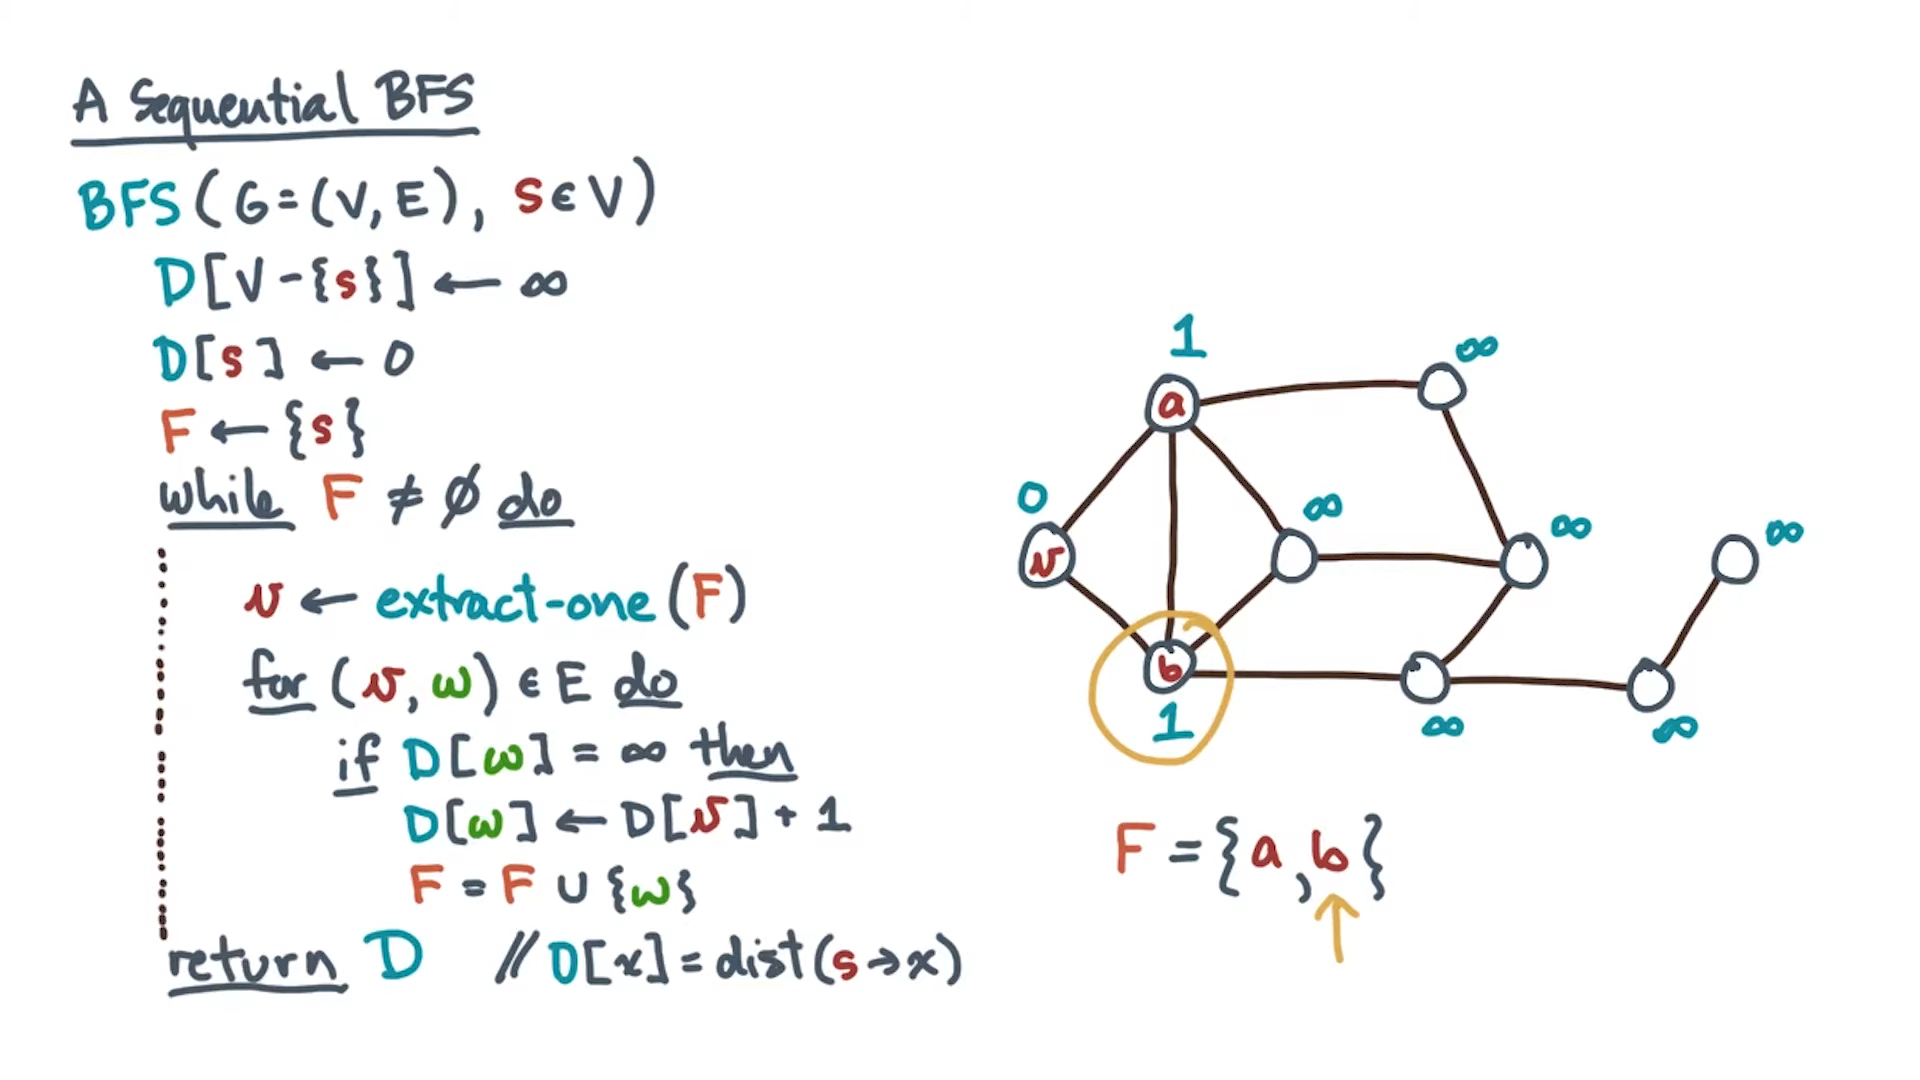 A Sequential BFS
BFS(G=(V,E), s∈V)
D[V-{s}] ← ∞
D[s] ← 0
F ← {s}
while F ≠ ∅ do
v ← extract-one(F)
for (v,w) ∈ E do
if D[w] = ∞ then
D[w] ← D[v] + 1
F = F ∪ {w}
return D // D[x] = dist(s→x)
1
∞
a
0
∞
∞
∞
v
b
1
∞
∞
F = {a,b}